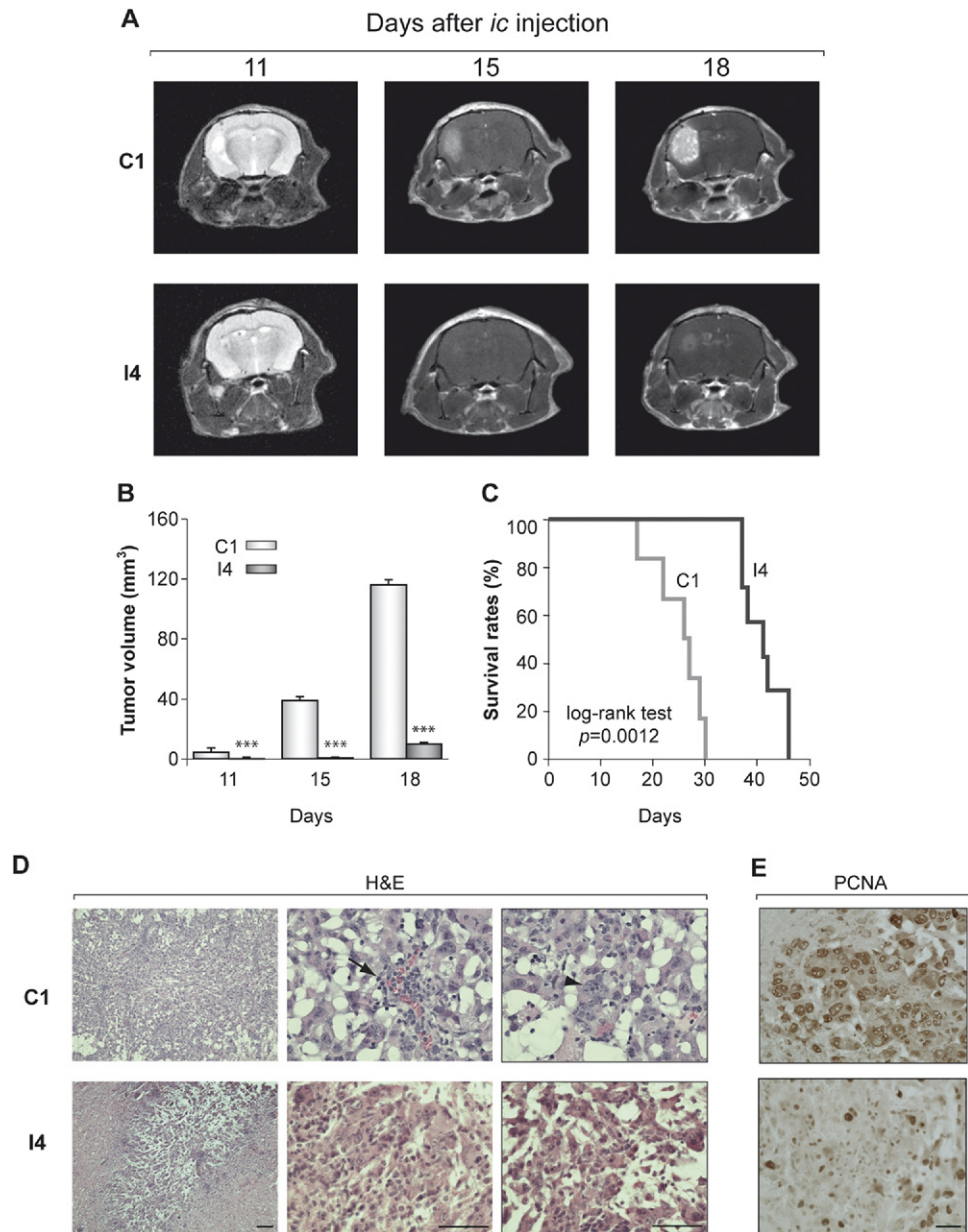 A
Days after ic injection
11 15 18
C1
I4
B
Tumor volume (mm³)
160
120
80
40
0
C1
I4
***
***
***
11 15 18
Days
C
Survival rates (%)
100
80
60
40
20
0
C1
I4
log-rank test
p=0.0012
0 10 20 30 40 50
Days
D
H&E
C1
I4
E
PCNA